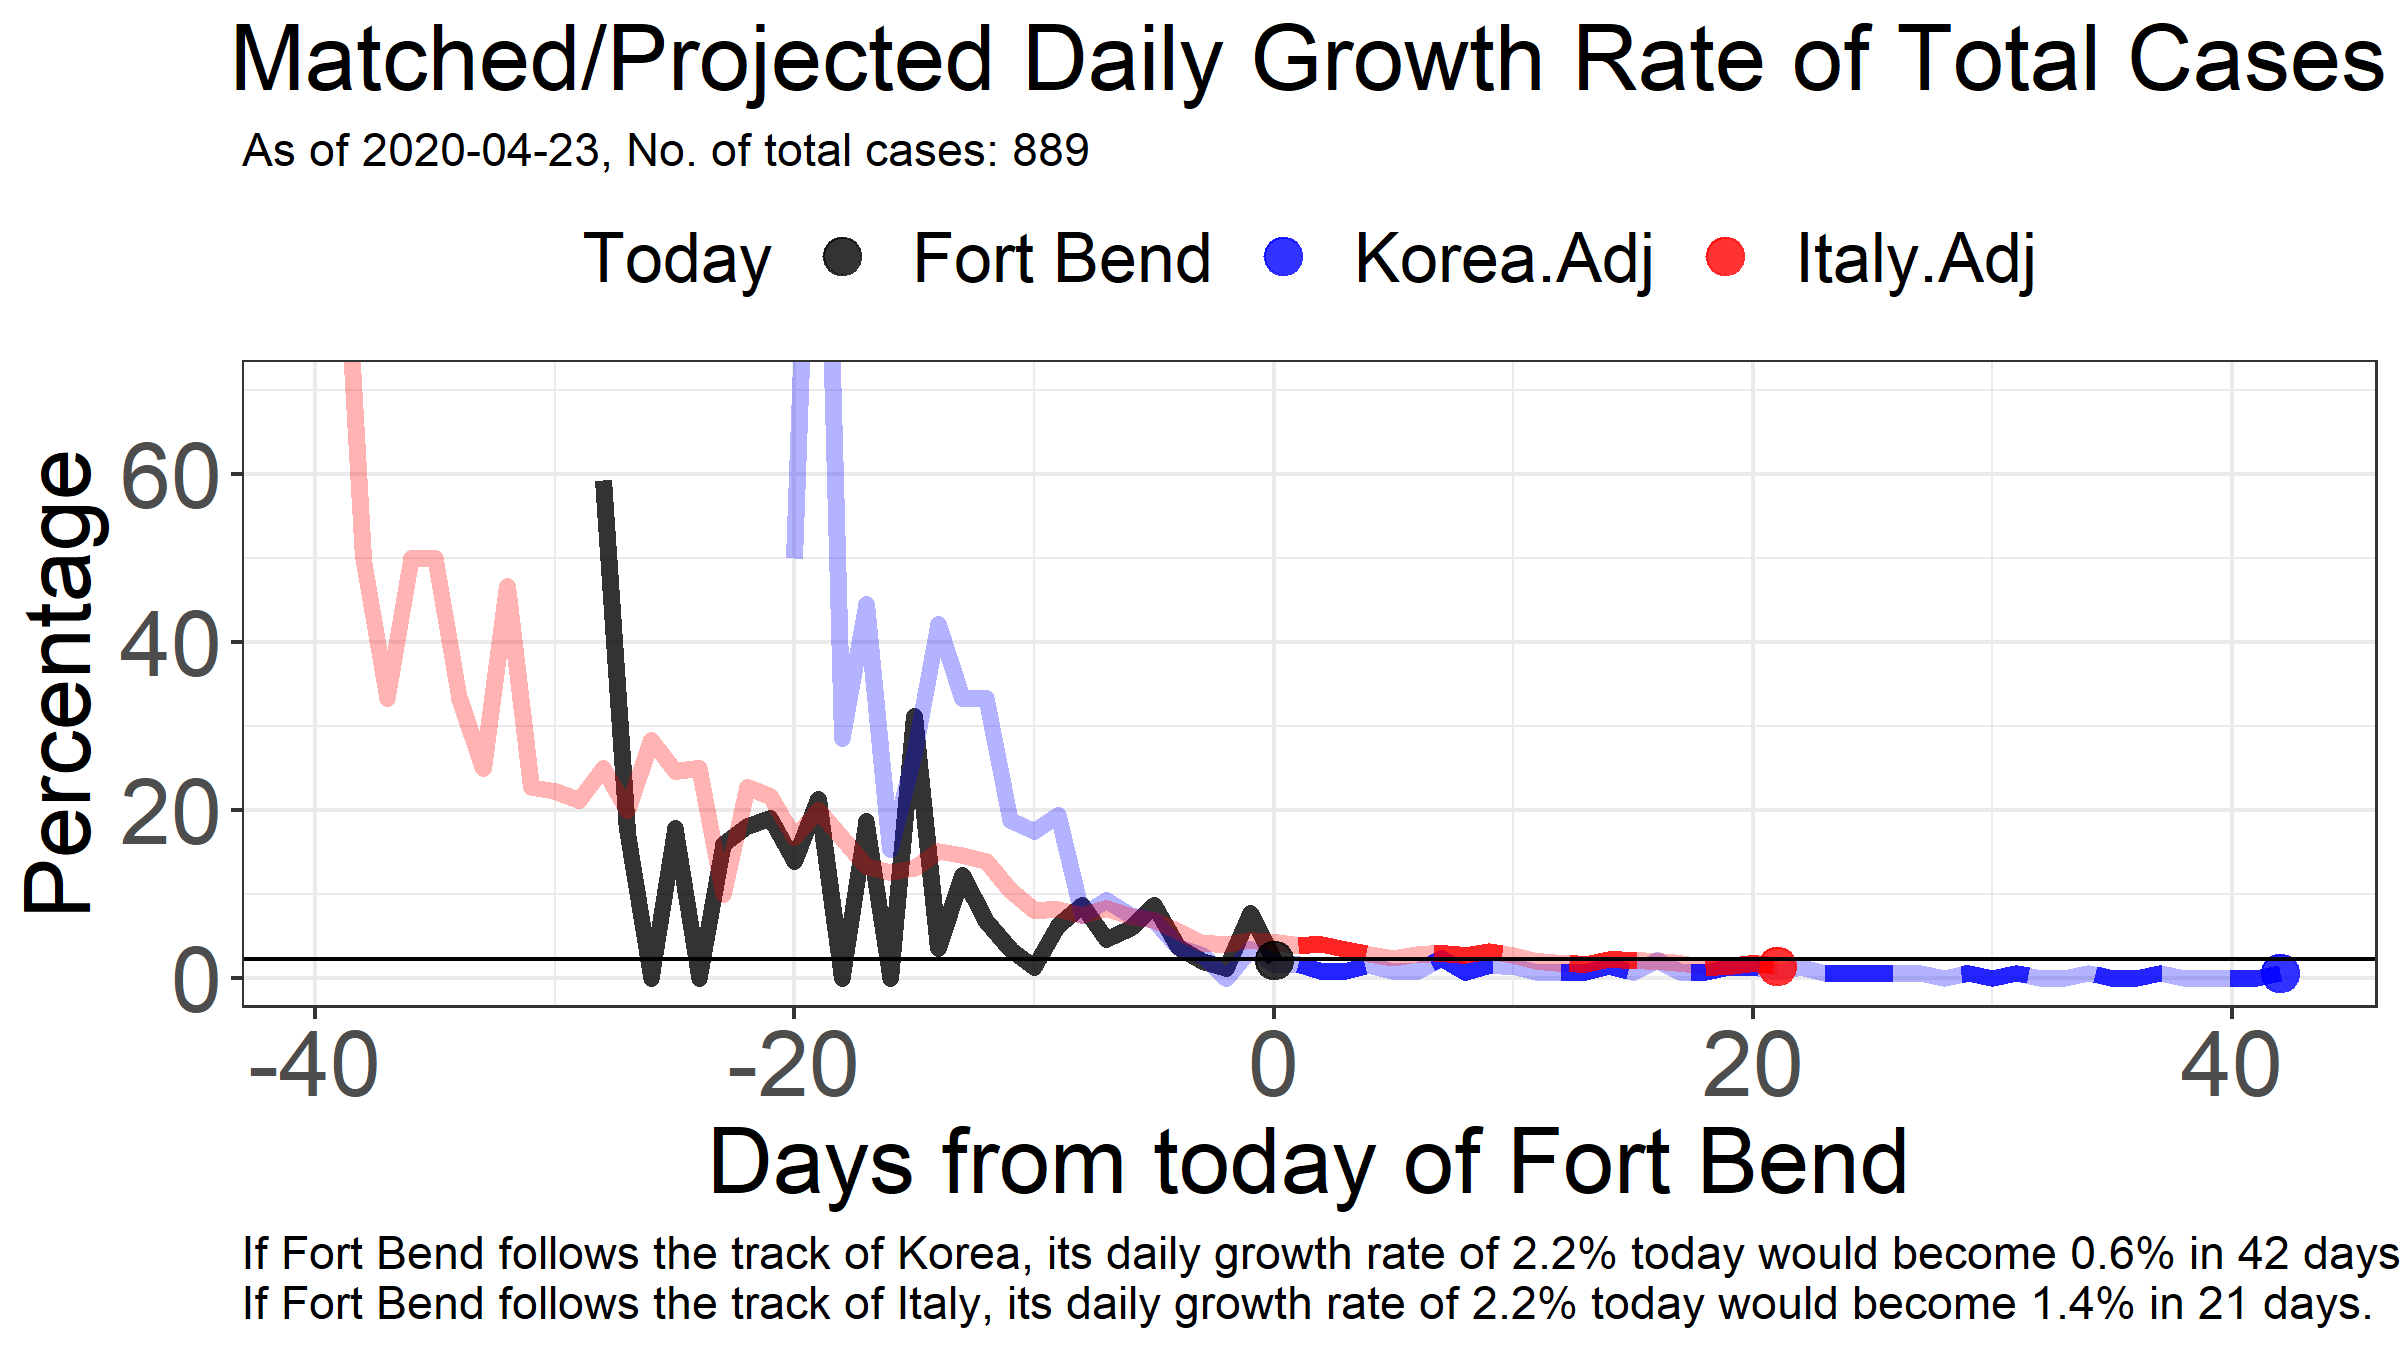 Matched/Projected Daily Growth Rate of Total Cases
As of 2020-04-23, No. of total cases: 889
Today Fort Bend Korea.Adj Italy.Adj
Percentage
60
40
20
0
-40 -20 0 20 40
Days from today of Fort Bend
If Fort Bend follows the track of Korea, its daily growth rate of 2.2% today would become 0.6% in 42 days
If Fort Bend follows the track of Italy, its daily growth rate of 2.2% today would become 1.4% in 21 days.